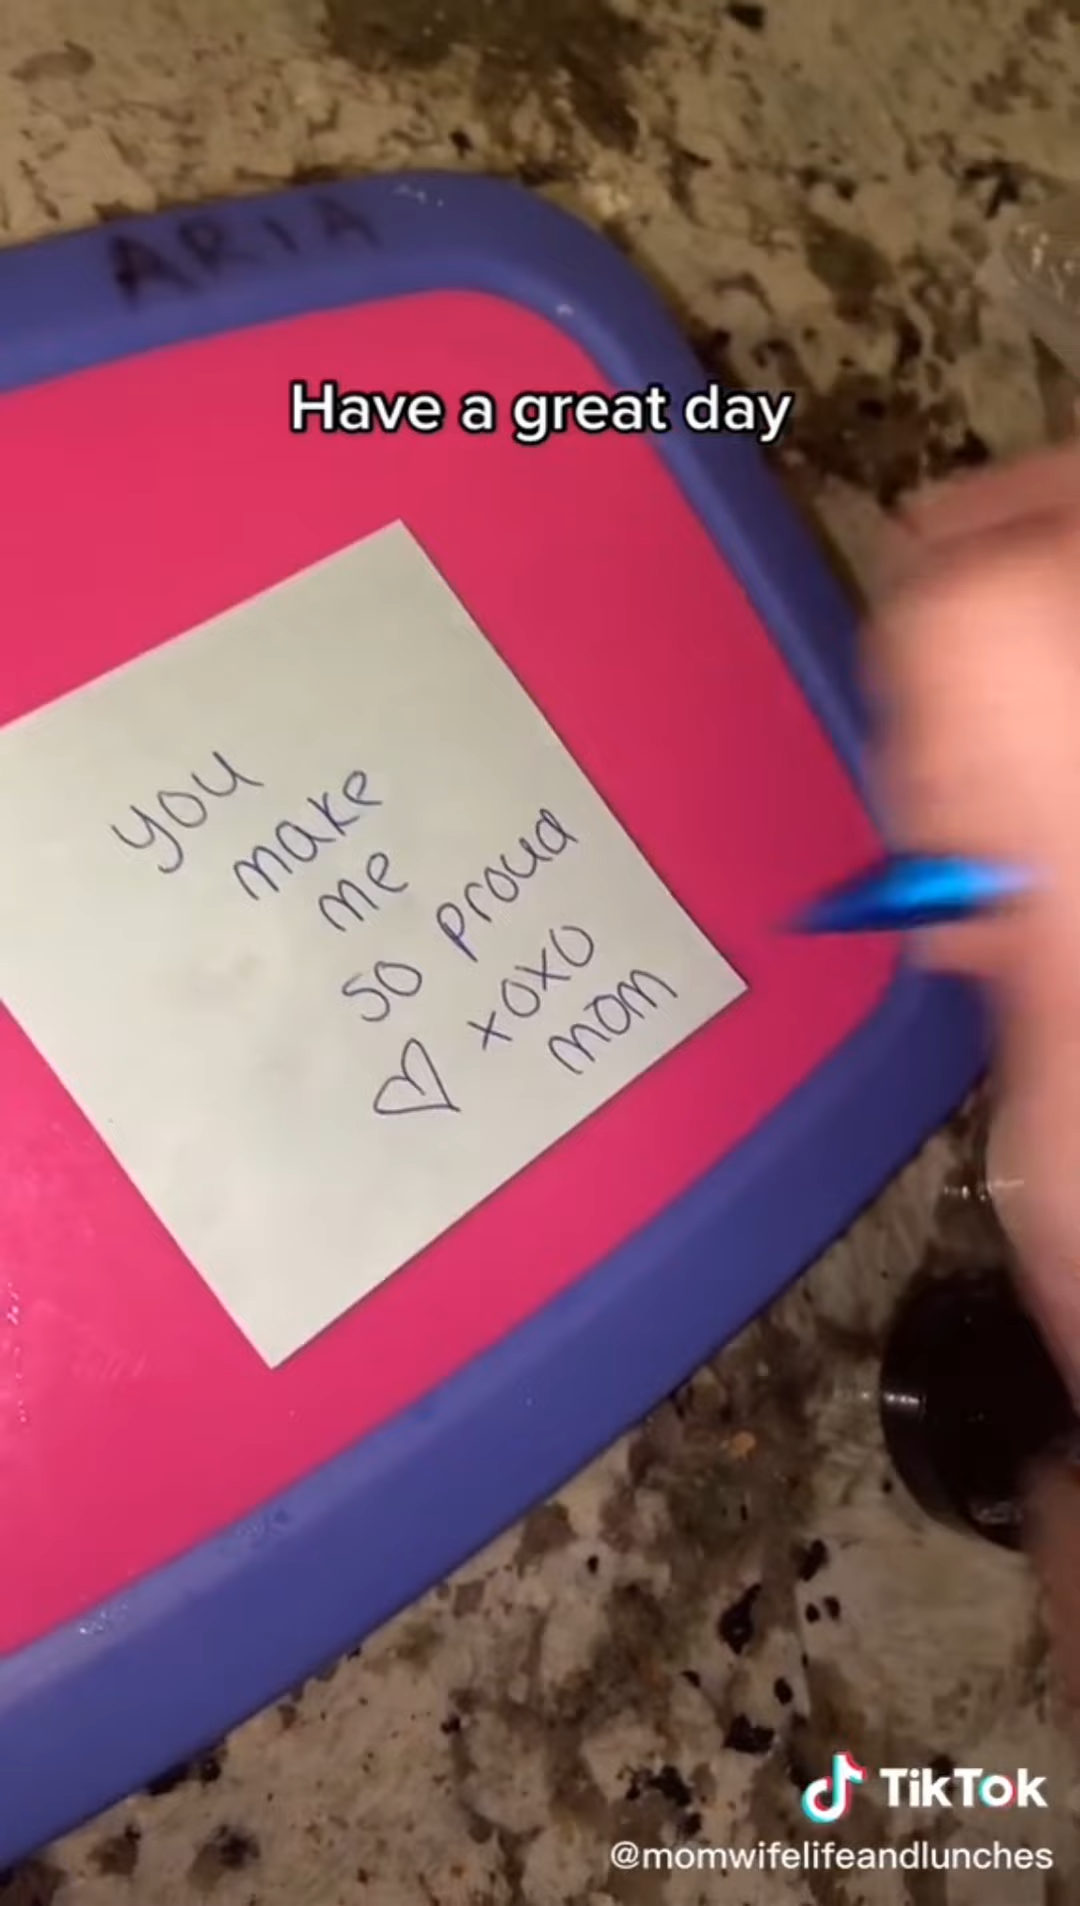 ARIA
Have a great day
you
make
me
so proud
♡ xoxo
mom
TikTok
@momwifelifeandlunches